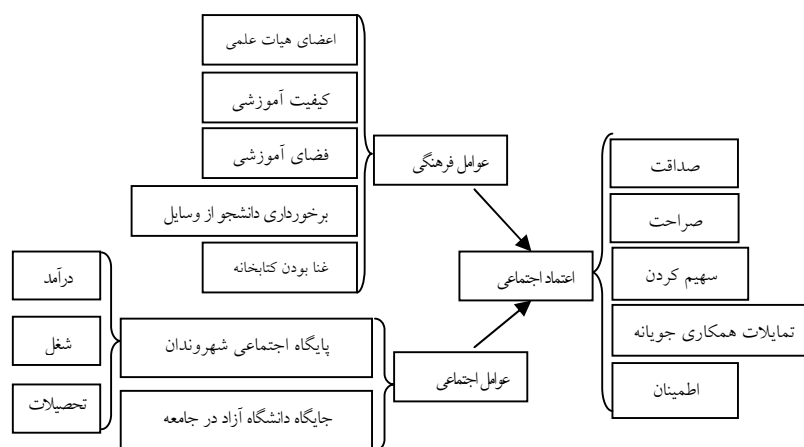 اعضای هیات علمی
کیفیت آموزشی
فضای آموزشی
برخورداری دانشجو از وسایل
غنا بودن کتابخانه
عوامل فرهنگی
صداقت
صراحت
سهیم کردن
تمایلات همکاری جویانه
اطمینان
اعتماد اجتماعی
عوامل اجتماعی
پایگاه اجتماعی شهروندان
جایگاه دانشگاه آزاد در جامعه
درآمد
شغل
تحصیلات